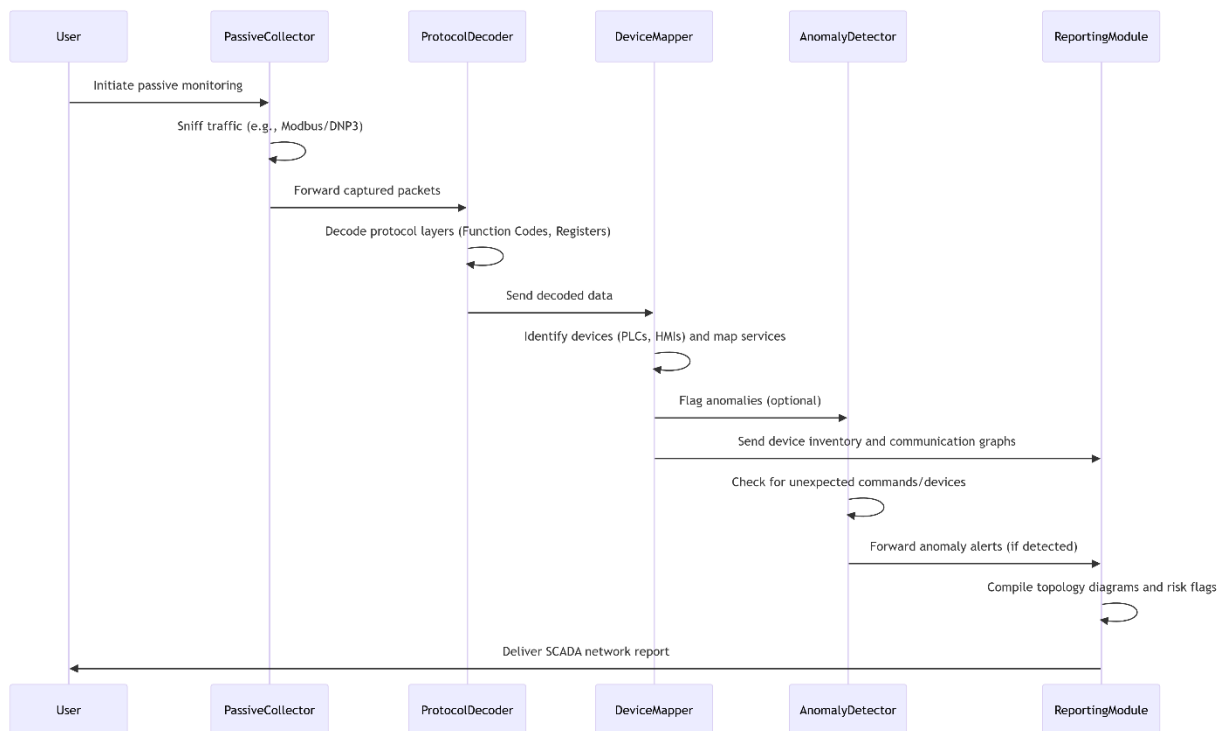 User
PassiveCollector
ProtocolDecoder
DeviceMapper
AnomalyDetector
ReportingModule
Initiate passive monitoring
Sniff traffic (e.g., Modbus/DNP3)
Forward captured packets
Decode protocol layers (Function Codes, Registers)
Send decoded data
Identify devices (PLCs, HMIs) and map services
Flag anomalies (optional)
Send device inventory and communication graphs
Check for unexpected commands/devices
Forward anomaly alerts (if detected)
Compile topology diagrams and risk flags
Deliver SCADA network report
User
PassiveCollector
ProtocolDecoder
DeviceMapper
AnomalyDetector
ReportingModule